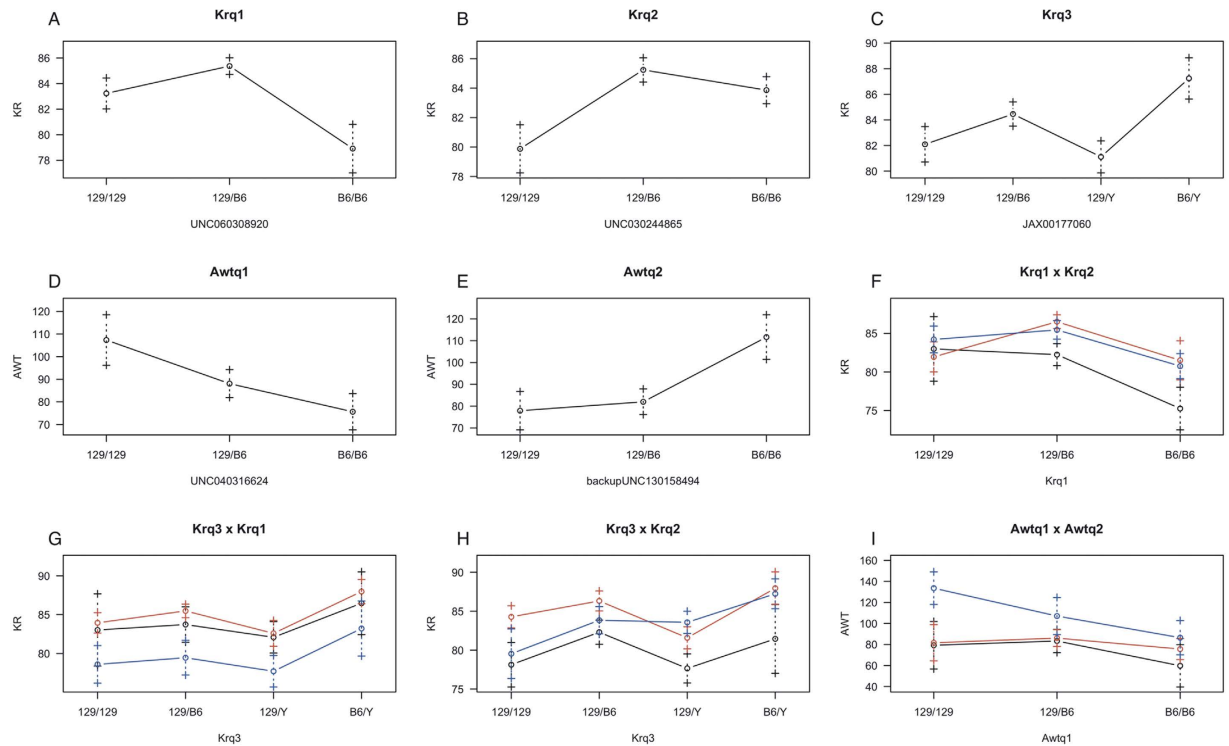 A Krq1
86
84
82
80
78
KR
129/129 129/B6 B6/B6
UNC060308920
B Krq2
86
84
82
80
78
KR
129/129 129/B6 B6/B6
UNC030244865
C Krq3
90
88
86
84
82
80
KR
129/129 129/B6 129/Y B6/Y
JAX00177060
D Awtq1
120
110
100
90
80
70
AWT
129/129 129/B6 B6/B6
UNC040316624
E Awtq2
120
110
100
90
80
70
AWT
129/129 129/B6 B6/B6
backupUNC130158494
F Krq1 x Krq2
85
80
75
KR
129/129 129/B6 B6/B6
Krq1
G Krq3 x Krq1
90
85
80
KR
129/129 129/B6 129/Y B6/Y
Krq3
H Krq3 x Krq2
90
85
80
75
KR
129/129 129/B6 129/Y B6/Y
Krq3
I Awtq1 x Awtq2
160
140
120
100
80
60
40
AWT
129/129 129/B6 B6/B6
Awtq1